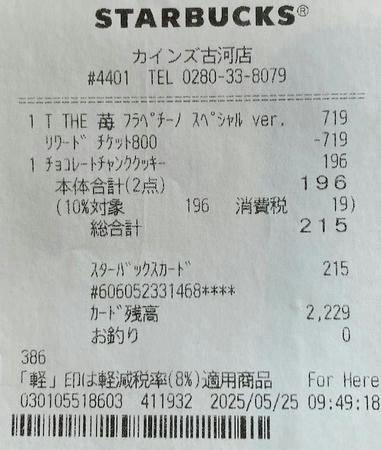 STARBUCKS®
カインズ古河店
#4401 TEL 0280-33-8079
1 T THE 苺 フラペチーノ スペシャル ver. 719
リワード チケット800 -719
1 チョコレートチャンククッキー 196
本体合計(2点) 196
(10%対象 196 消費税 19)
総合計 215
スターバックスカード 215
#606052331468****
カード残高 2,229
お釣り 0
386
「軽」印は軽減税率(8%)適用商品 For Here
030105518603 411932 2025/05/25 09:49:18